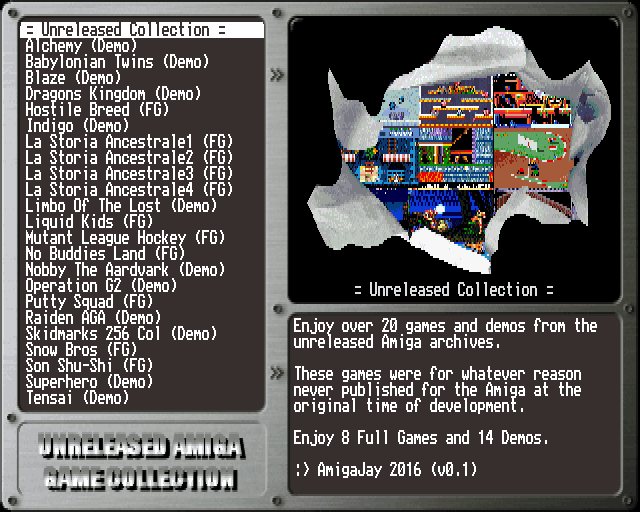 = Unreleased Collection =
Alchemy (Demo)
Babylonian Twins (Demo)
Blaze (Demo)
Dragons Kingdom (Demo)
Hostile Breed (FG)
Indigo (Demo)
La Storia Ancestrale1 (FG)
La Storia Ancestrale2 (FG)
La Storia Ancestrale3 (FG)
La Storia Ancestrale4 (FG)
Limbo Of The Lost (Demo)
Liquid Kids (FG)
Mutant League Hockey (FG)
No Buddies Land (FG)
Nobby The Aardvark (Demo)
Operation G2 (Demo)
Putty Squad (FG)
Raiden AGA (Demo)
Skidmarks 256 Col (Demo)
Snow Bros (FG)
Son Shu-Shi (FG)
Superhero (Demo)
Tensai (Demo)
UNRELEASED AMIGA
GAME COLLECTION
= Unreleased Collection =
Enjoy over 20 games and demos from the
unreleased Amiga archives.
These games were for whatever reason
never published for the Amiga at the
original time of development.
Enjoy 8 Full Games and 14 Demos.
:) AmigaJay 2016 (v0.1)